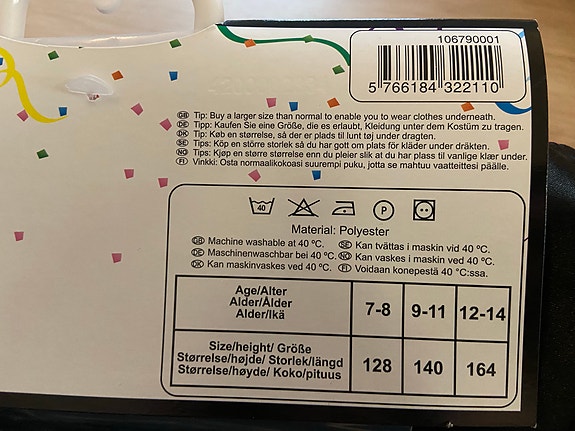 106790001
5 766184 322110
GB Tip: Buy a larger size than normal to enable you to wear clothes underneath.
DE Tipp: Kaufen Sie eine Größe, die es erlaubt, Kleidung unter dem Kostüm zu tragen.
DK Tip: Køb en størrelse, så der er plads til lunt tøj under dragten.
SE Tips: Köp en större storlek så du har gott om plats för kläder under dräkten.
NO Tips: Kjøp en større størrelse enn du pleier slik at du har plass til vanlige klær under.
FI Vinkki: Osta normaalikokoasi suurempi puku, jotta se mahtuu vaatteittesi päälle.
40 P
Material: Polyester
GB Machine washable at 40 ºC. SE Kan tvättas i maskin vid 40 ºC.
DE Maschinenwaschbar bei 40 ºC. NO Kan vaskes i maskin ved 40 ºC.
DK Kan maskinvaskes ved 40 ºC. FI Voidaan konepestä 40 °C:ssa.
Age/Alter
Alder/Ålder
Alder/Ikä
7-8 9-11 12-14
Size/height/ Größe
Størrelse/højde/ Storlek/längd
Størrelse/høyde/ Koko/pituus
128 140 164